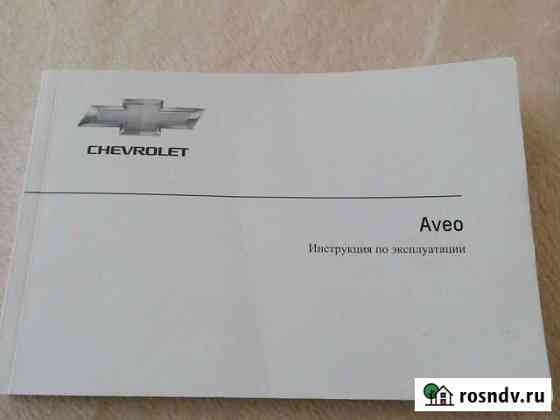 CHEVROLET
Aveo
Инструкция по эксплуатации
rosndv.ru